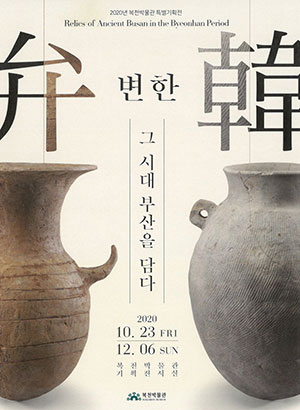 2020년 복천박물관 특별기획전
Relics of Ancient Busan in the Byeonhan Period
弁韓
변한
그 시대 부산을 담다
2020
10. 23 FRI
12. 06 SUN
복천박물관
기획전시실
복천박물관